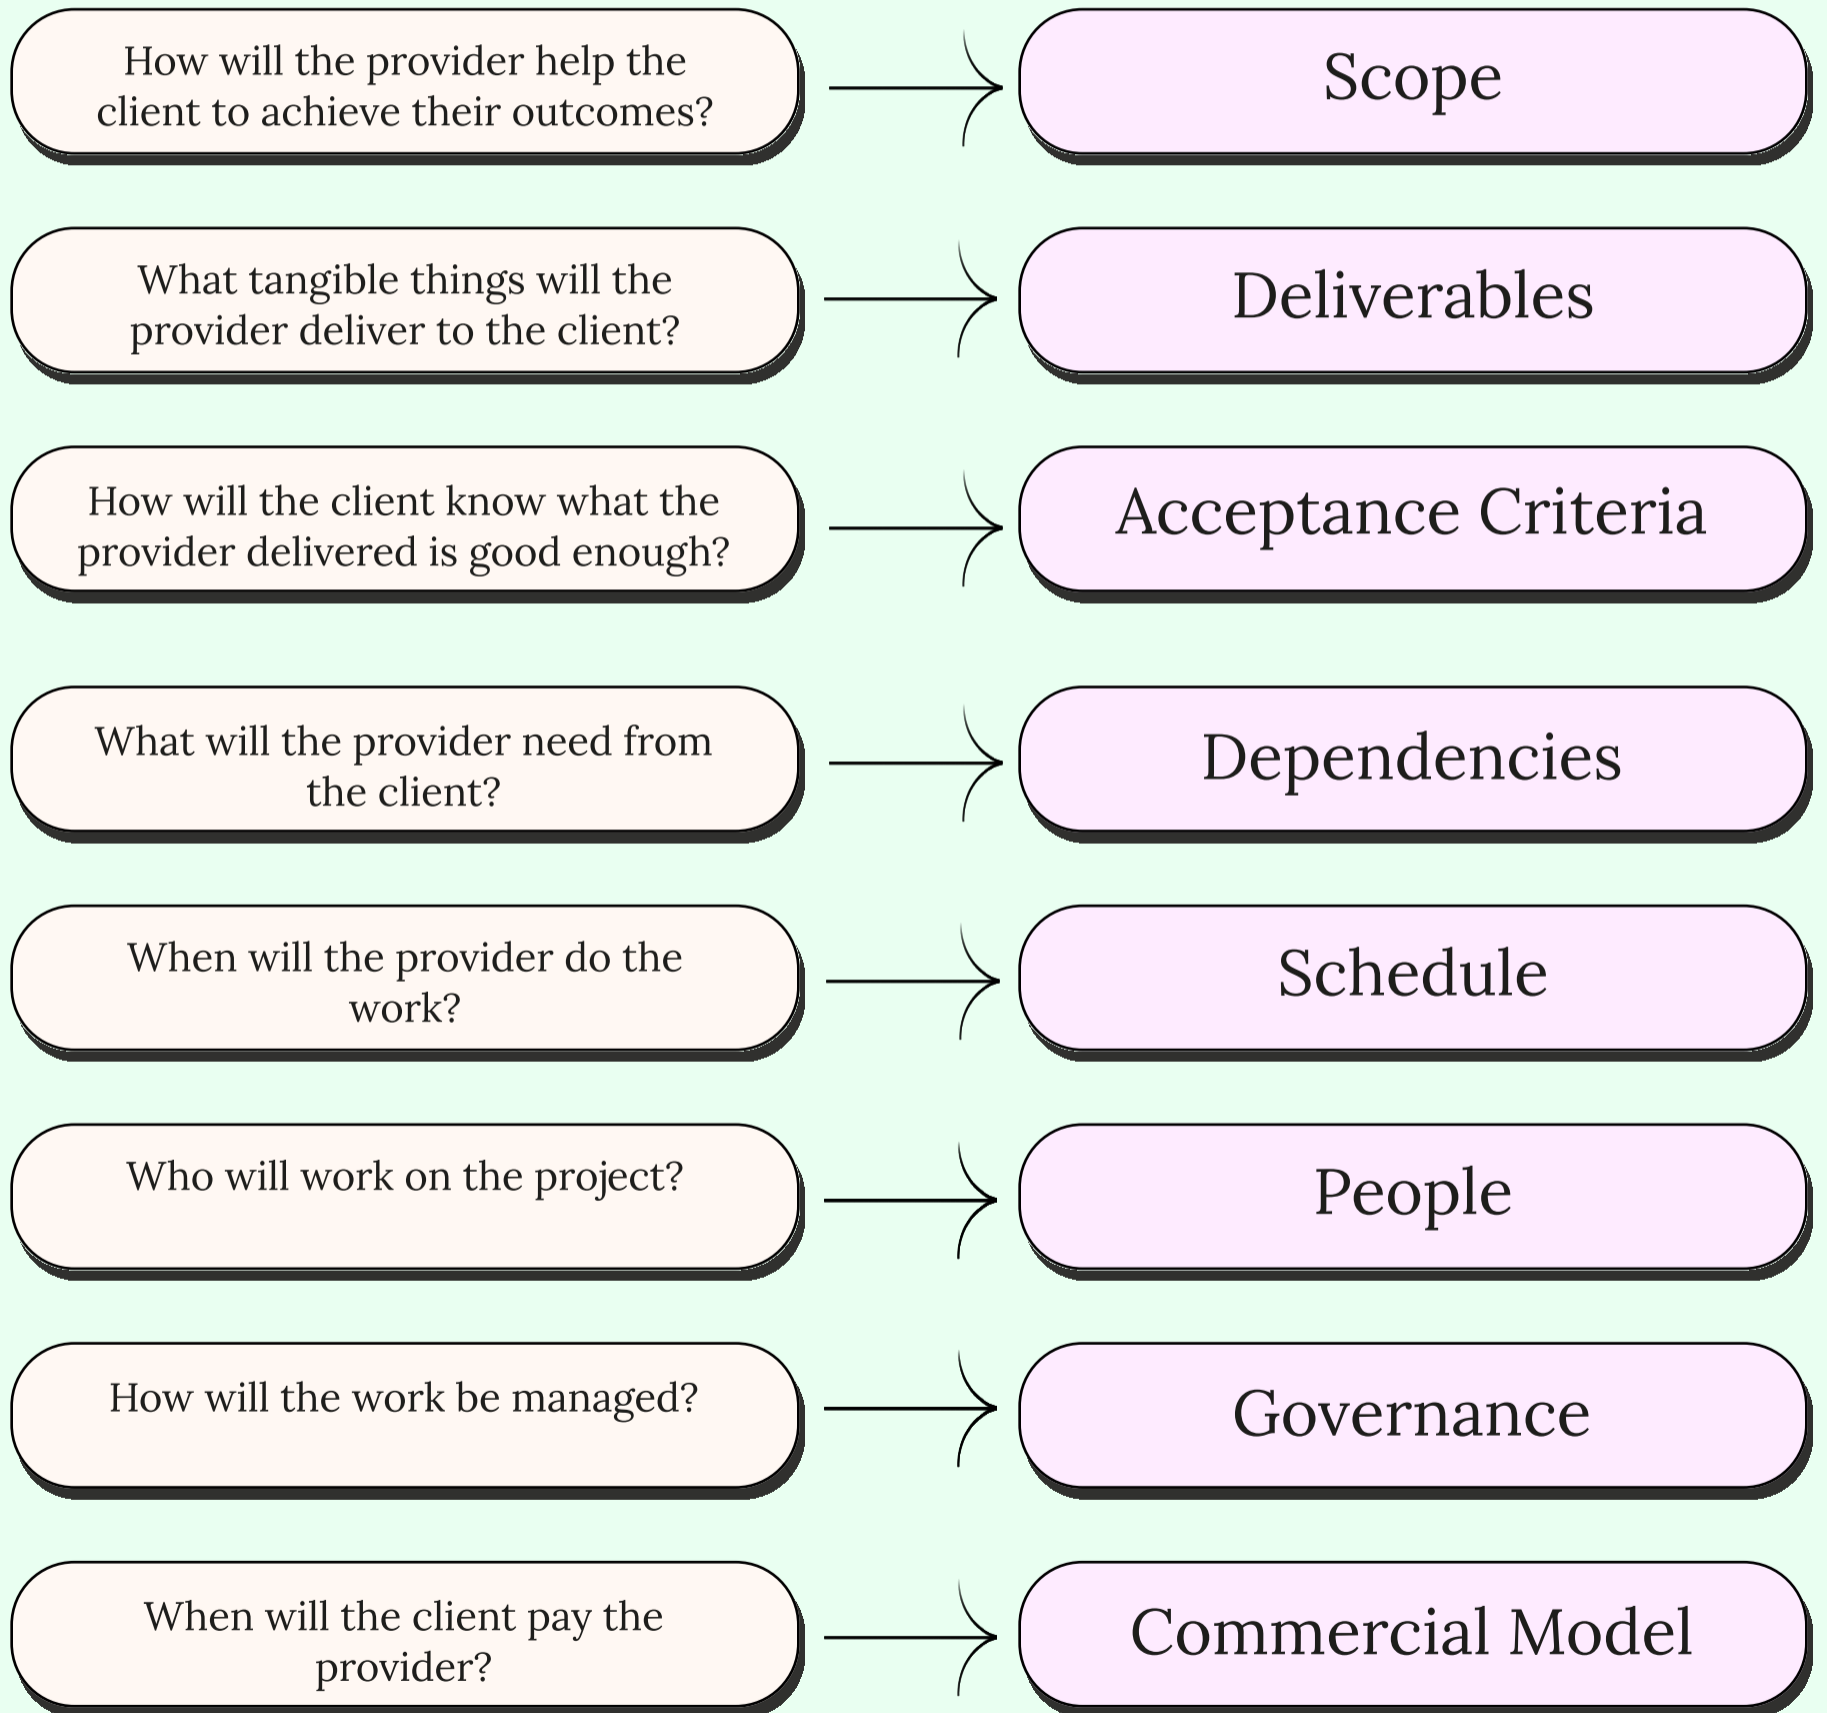 How will the provider help the
client to achieve their outcomes?
Scope
What tangible things will the
provider deliver to the client?
Deliverables
How will the client know what the
provider delivered is good enough?
Acceptance Criteria
What will the provider need from
the client?
Dependencies
When will the provider do the
work?
Schedule
Who will work on the project?
People
How will the work be managed?
Governance
When will the client pay the
provider?
Commercial Model